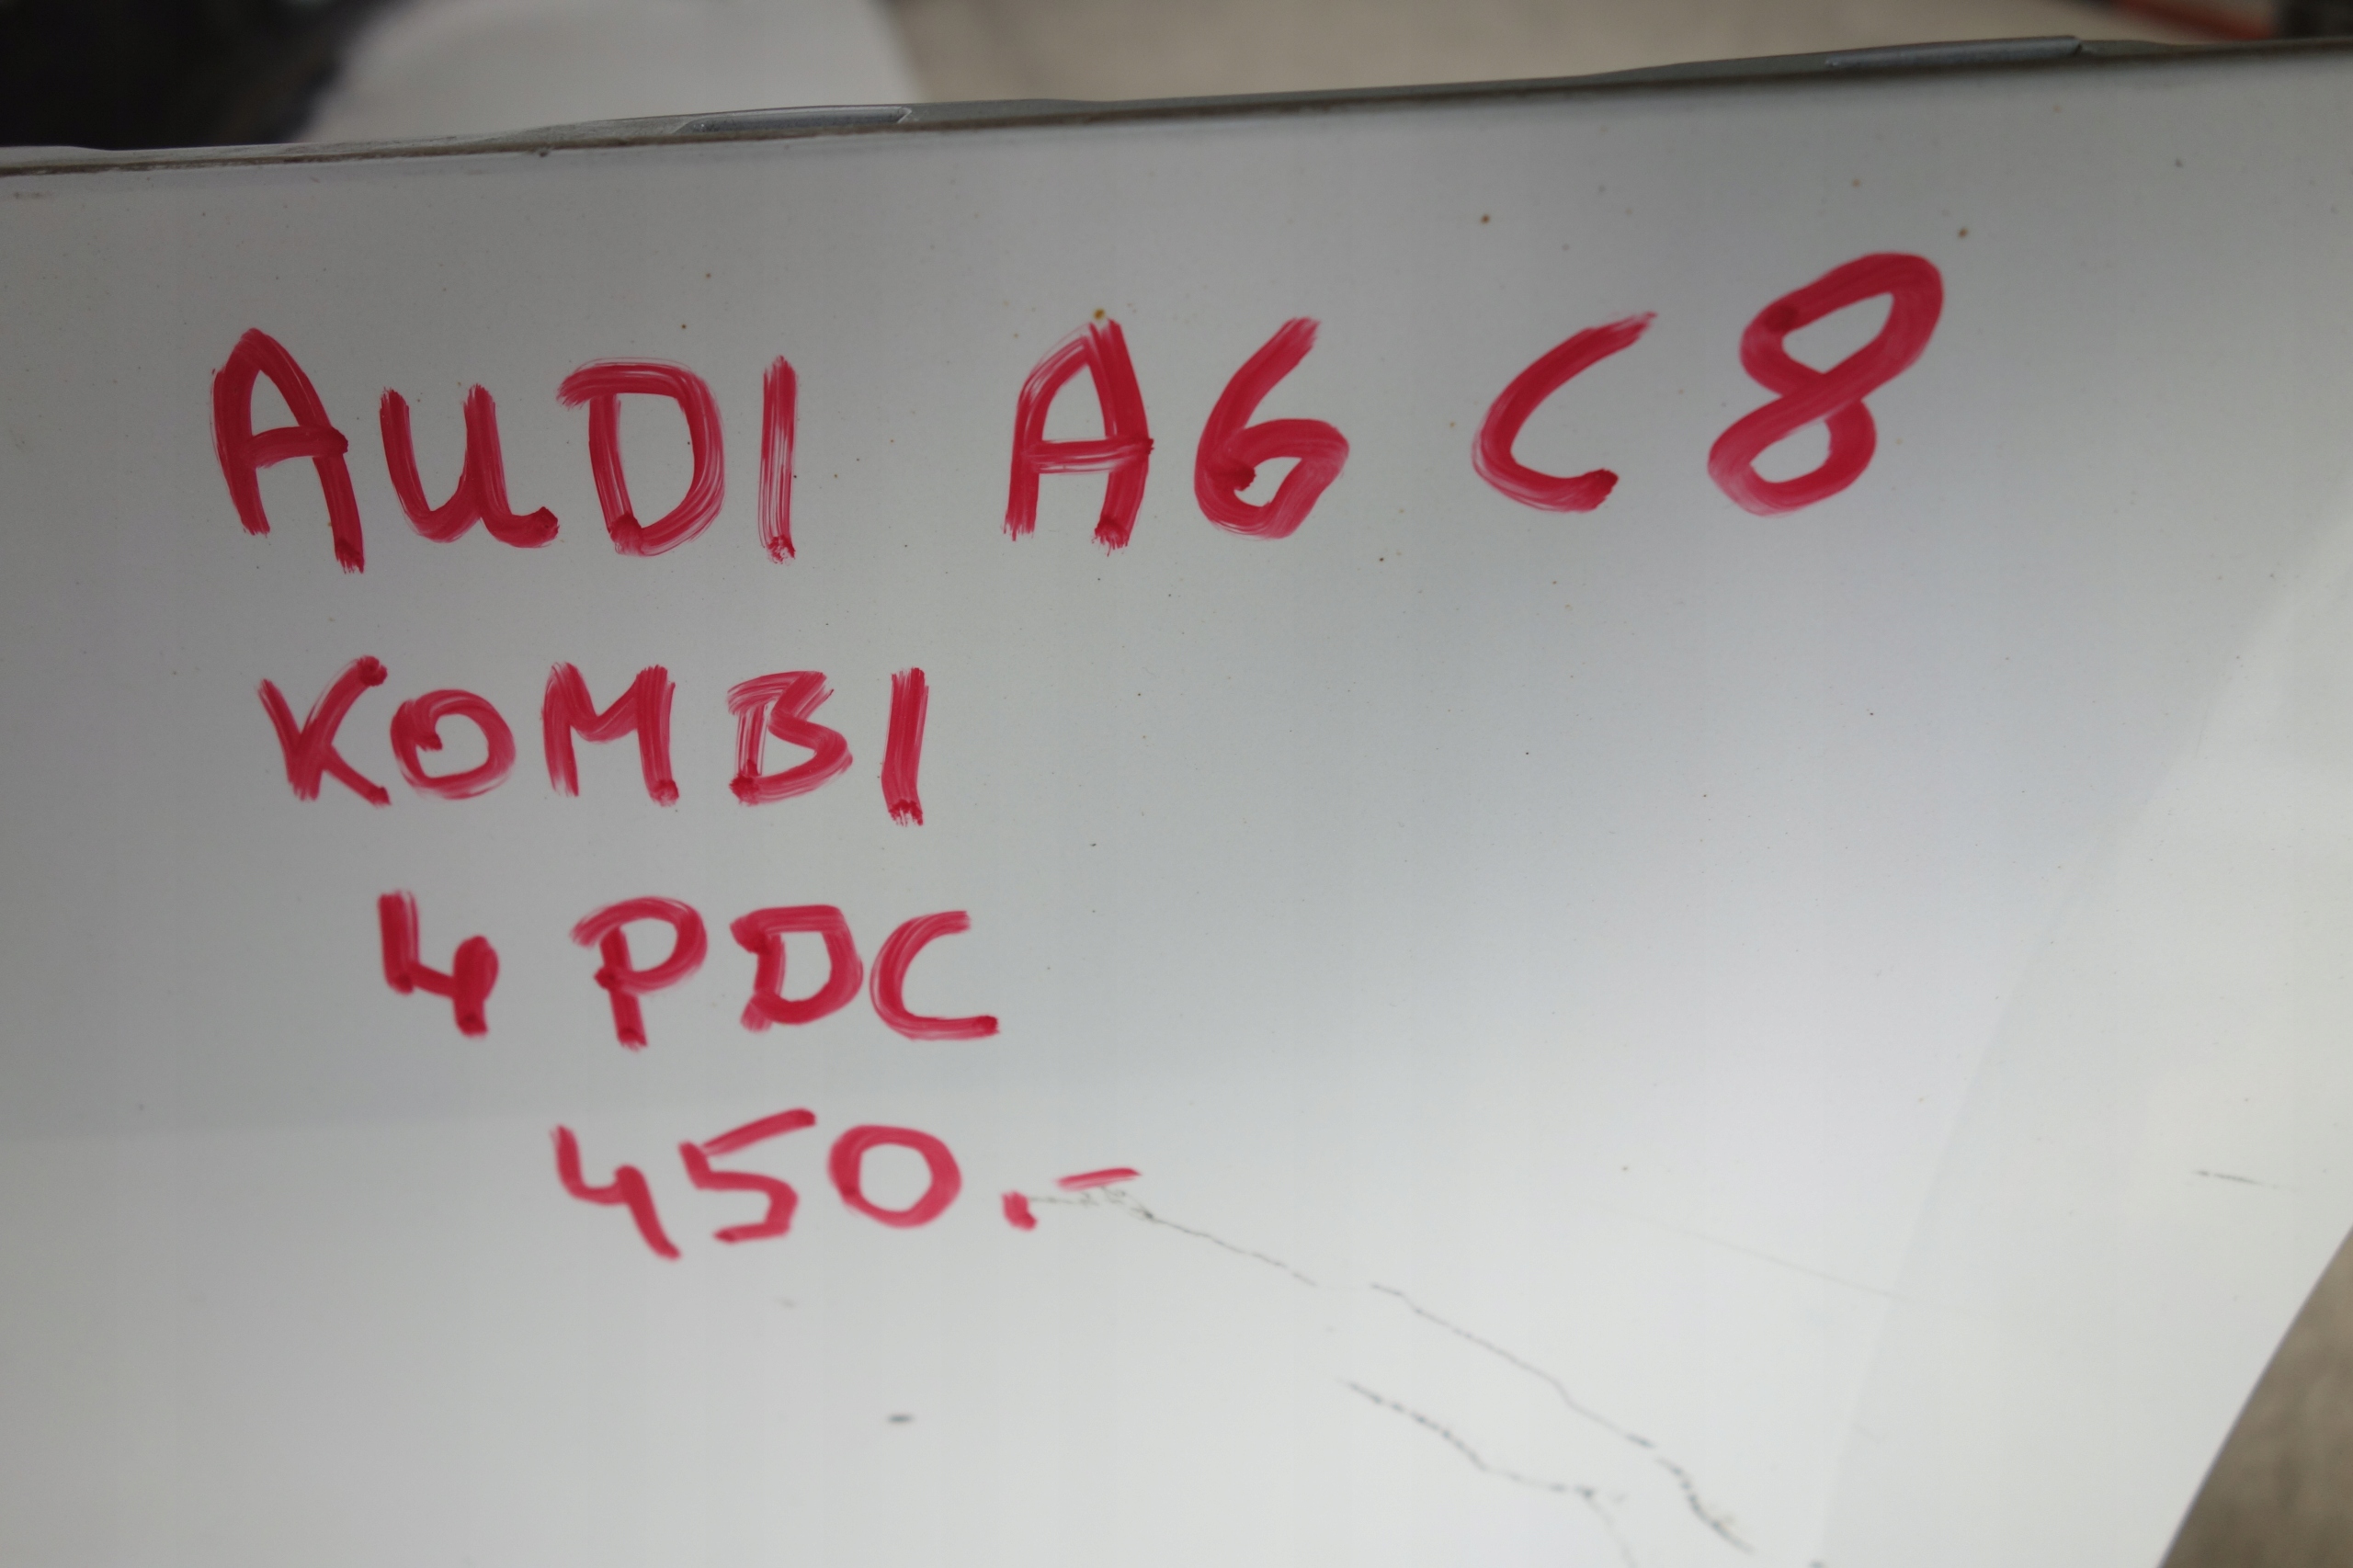 AUDI A6 C8
KOMBI
4 PDC
450.-